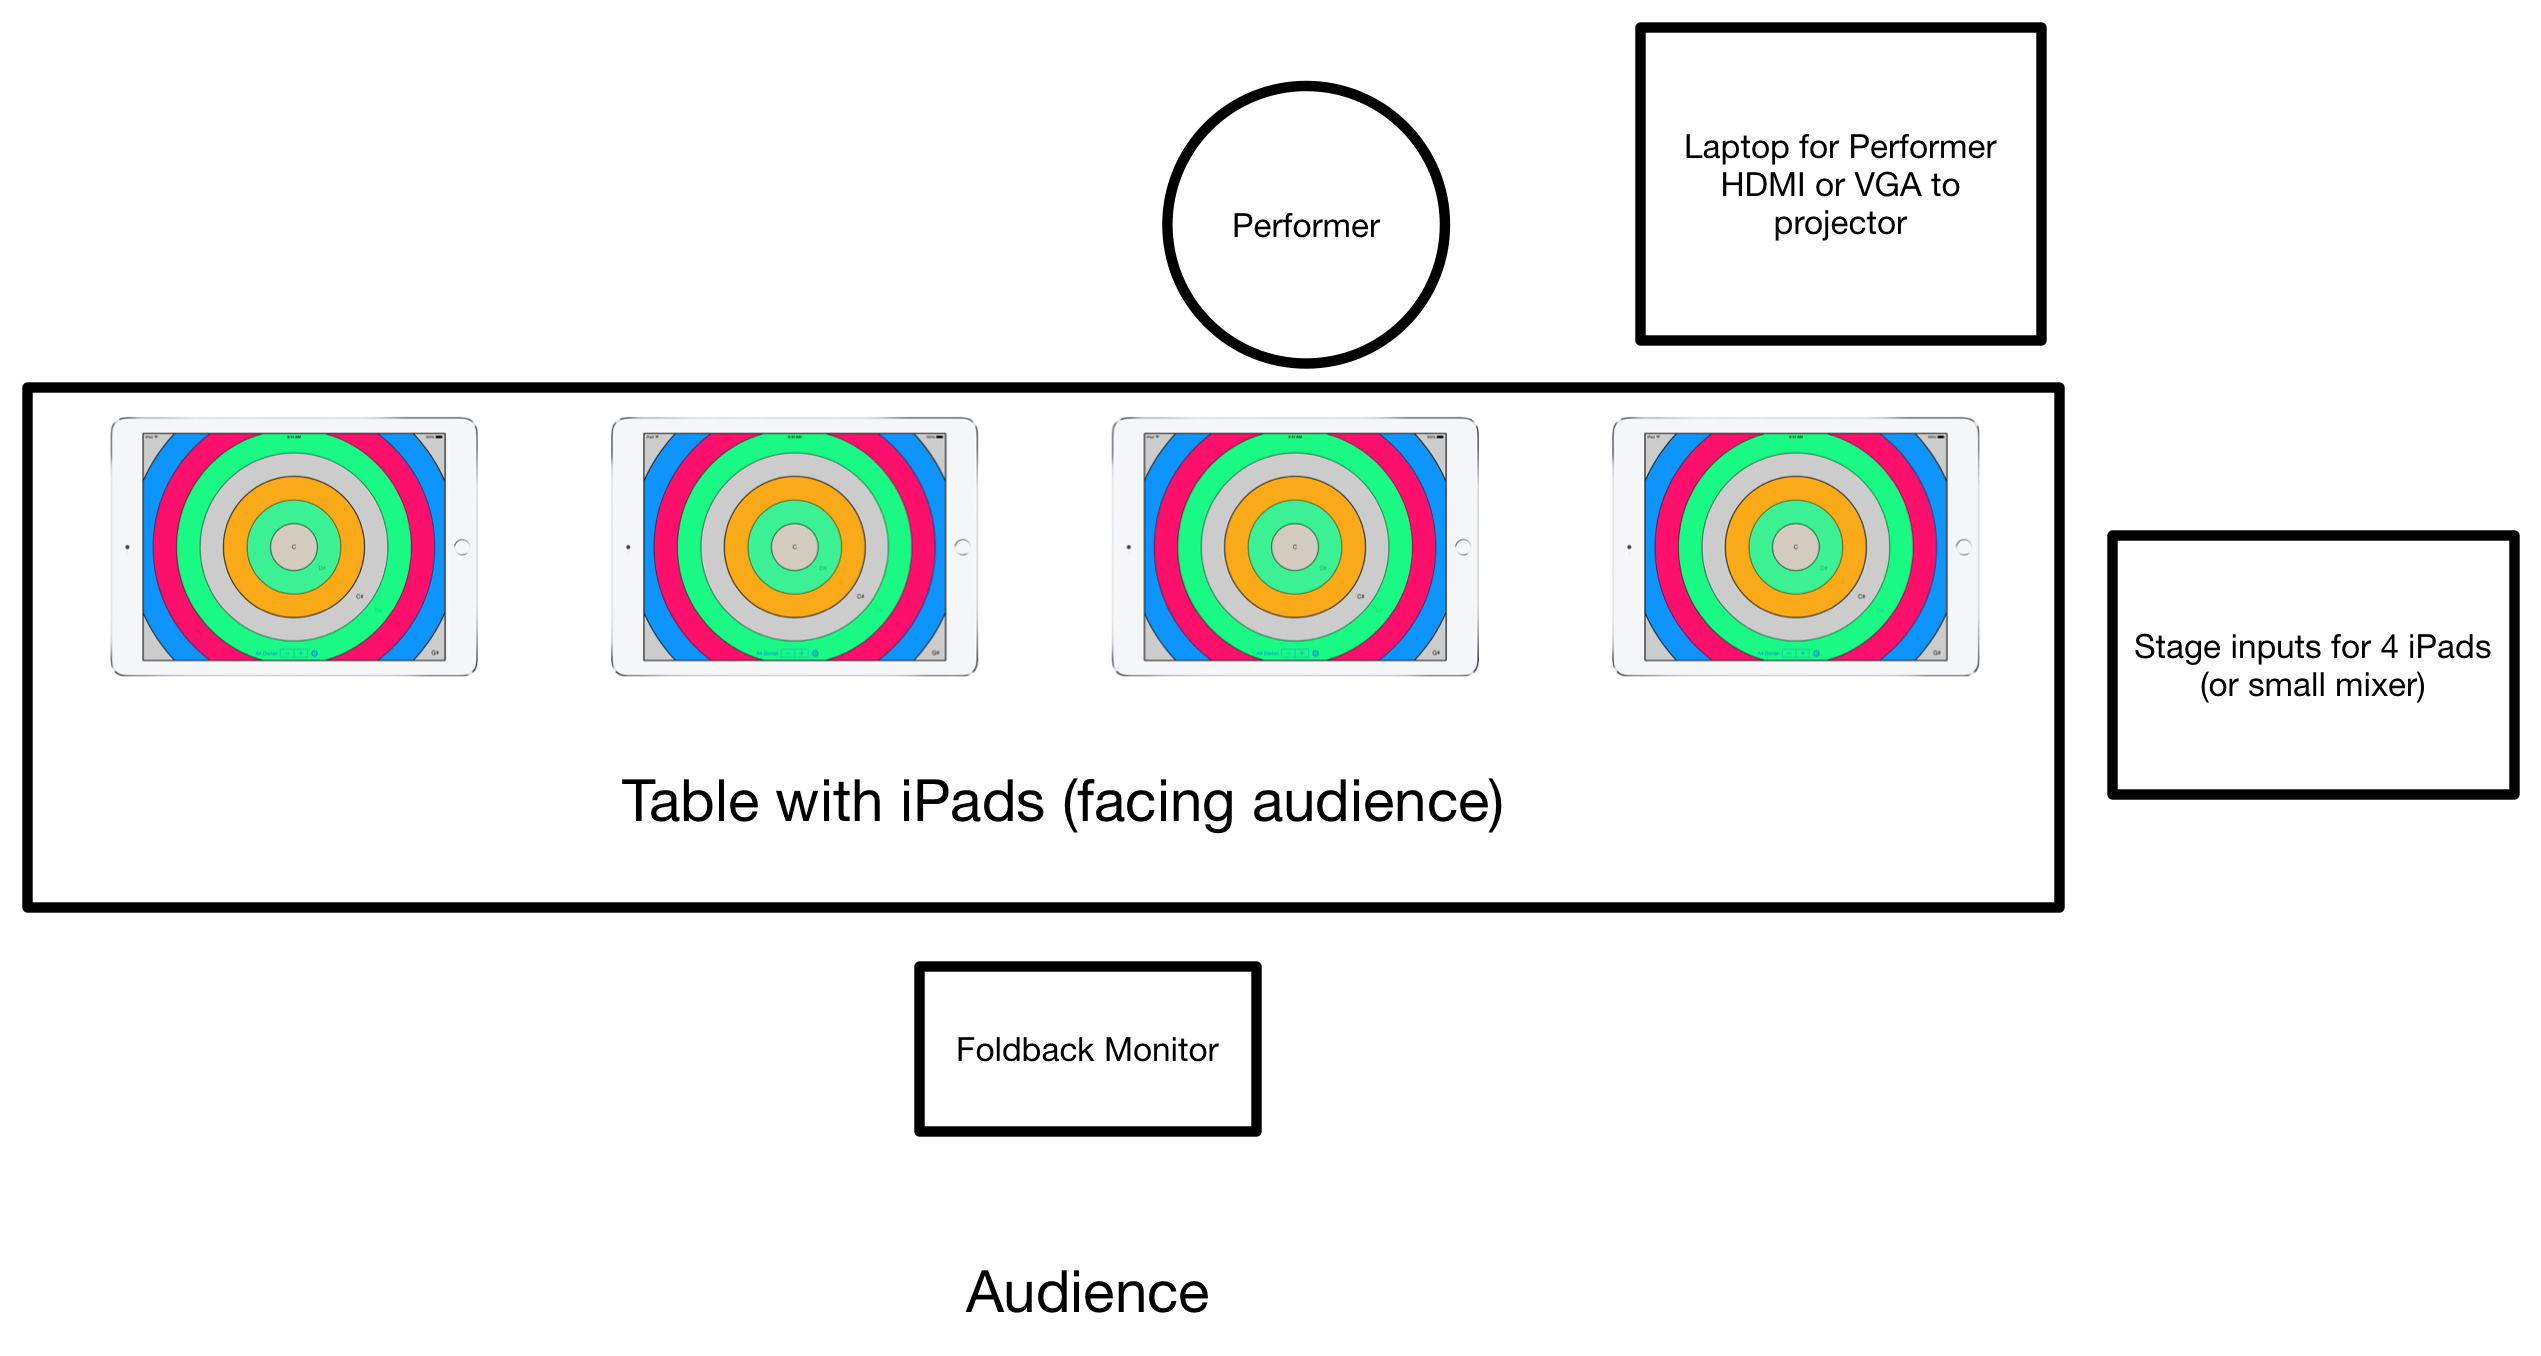 Performer
Laptop for Performer
HDMI or VGA to
projector
C
D#
C#
G#
C
D#
C#
G#
C
D#
C#
G#
C
D#
C#
G#
Table with iPads (facing audience)
Stage inputs for 4 iPads
(or small mixer)
Foldback Monitor
Audience